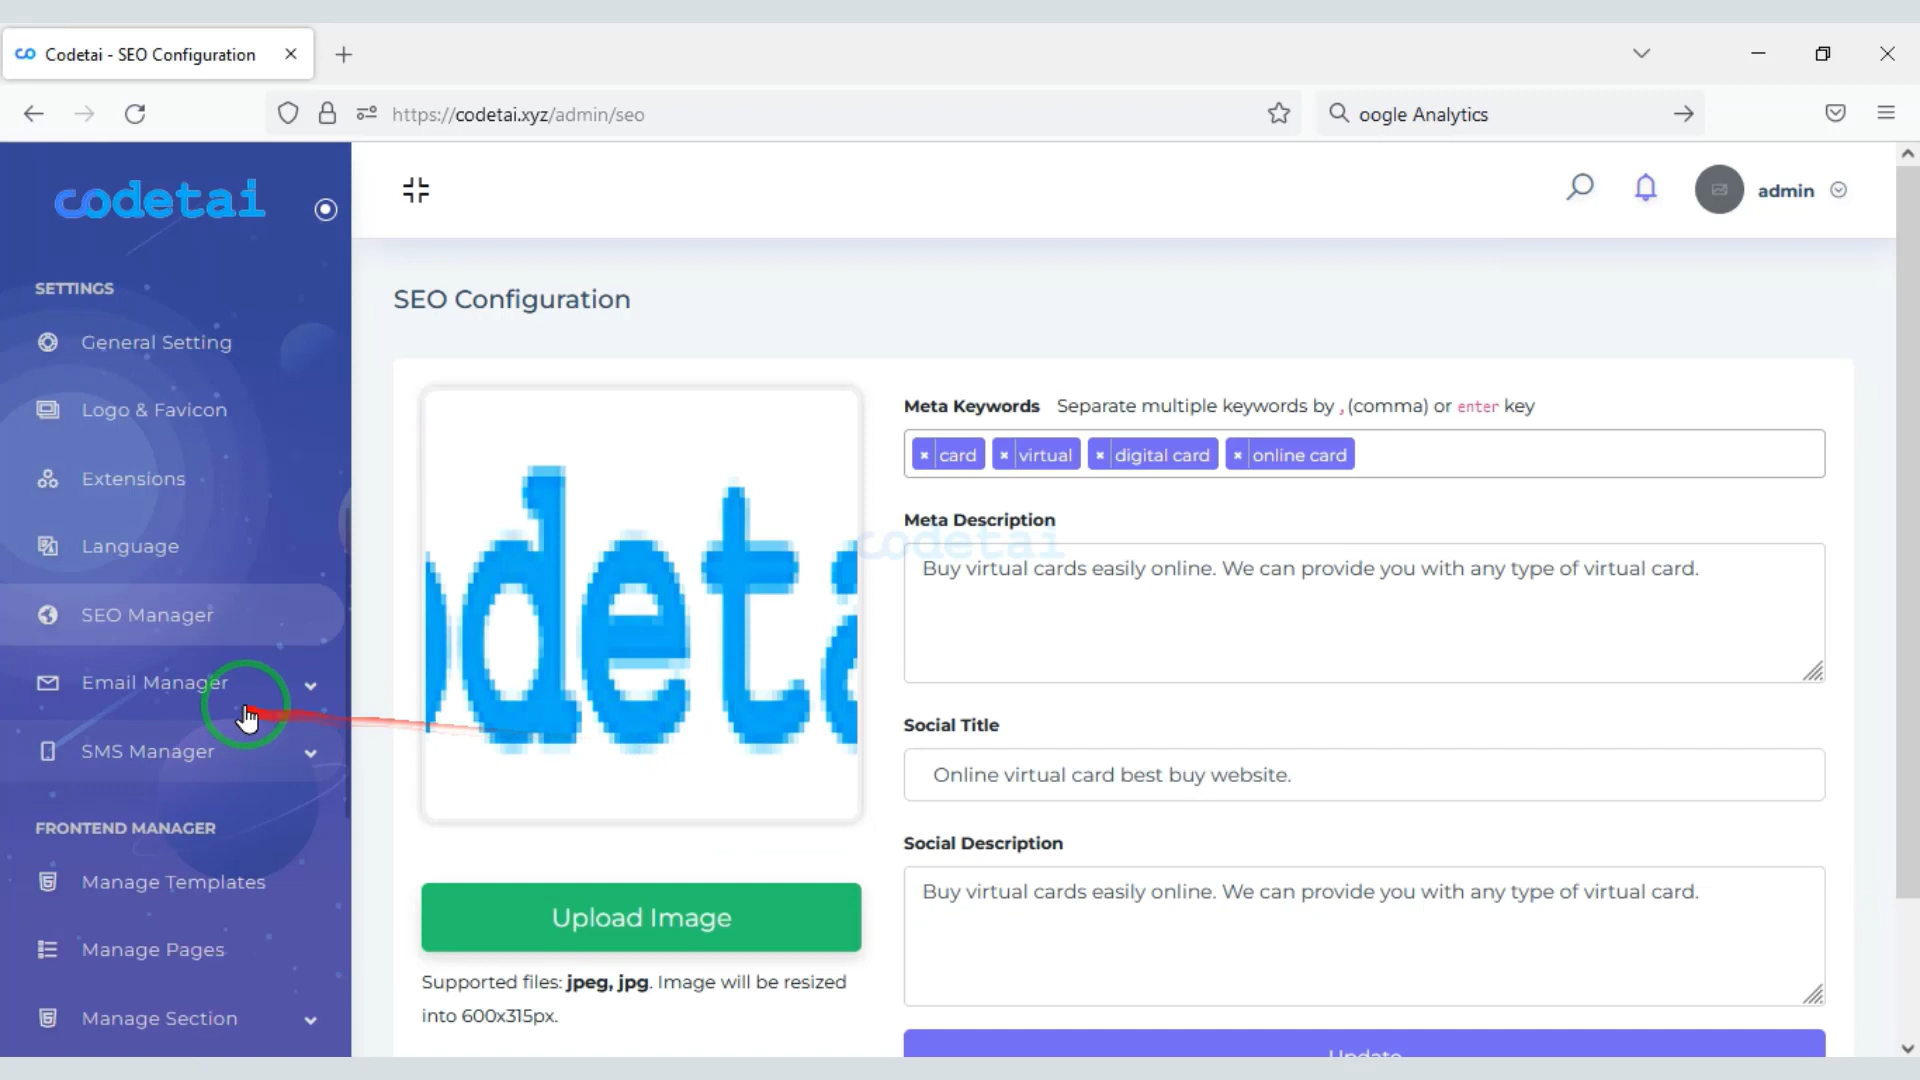 Codetai - SEO Configuration
https://codetai.xyz/admin/seo
oogle Analytics
codetai
admin
SETTINGS
General Setting
Logo & Favicon
Extensions
Language
SEO Manager
Email Manager
SMS Manager
FRONTEND MANAGER
Manage Templates
Manage Pages
Manage Section
SEO Configuration
deta
Upload Image
Supported files: jpeg, jpg. Image will be resized
into 600x315px.
Meta Keywords Separate multiple keywords by , (comma) or enter key
× card × virtual × digital card × online card
Meta Description
codetai
Buy virtual cards easily online. We can provide you with any type of virtual card.
Social Title
Online virtual card best buy website.
Social Description
Buy virtual cards easily online. We can provide you with any type of virtual card.
Update